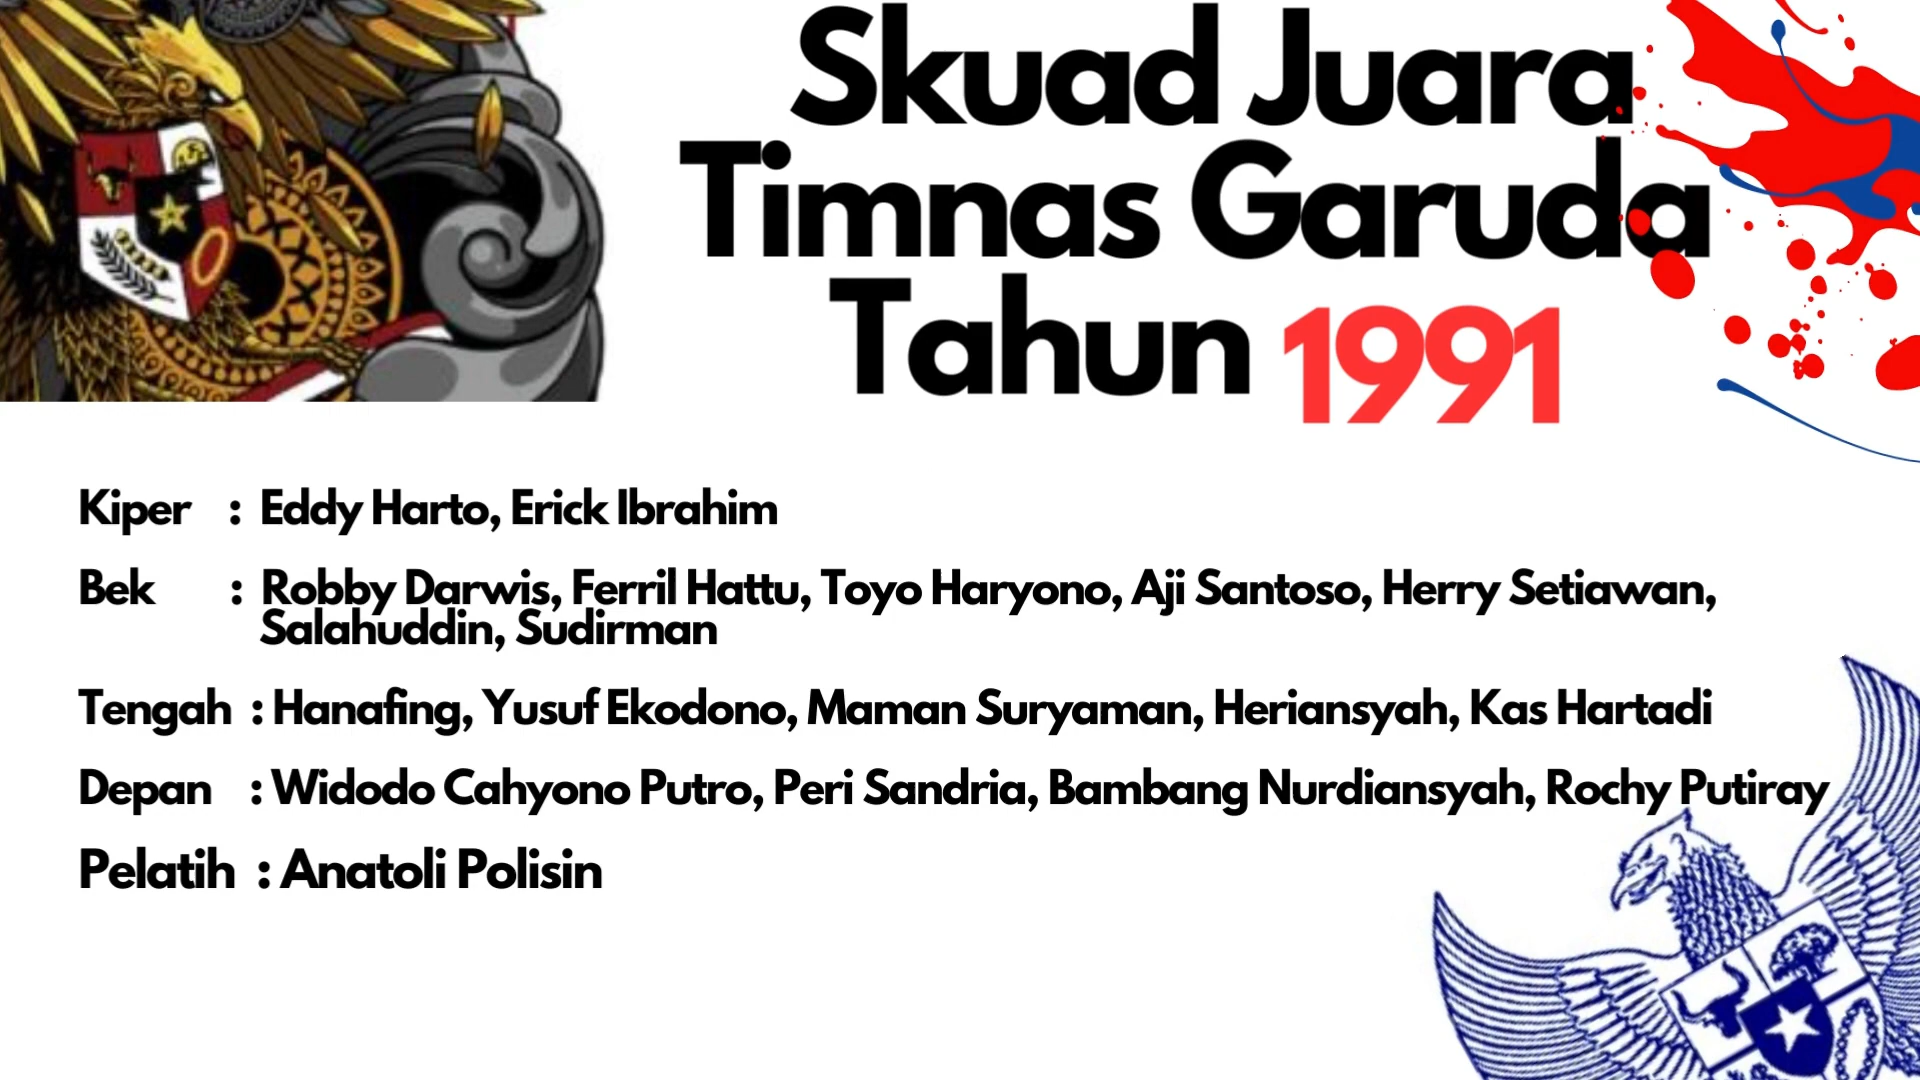 Skuad Juara
Timnas Garuda
Tahun 1991
Kiper : Eddy Harto, Erick Ibrahim
Bek : Robby Darwis, Ferril Hattu, Toyo Haryono, Aji Santoso, Herry Setiawan,
Salahuddin, Sudirman
Tengah : Hanafing, Yusuf Ekodono, Maman Suryaman, Heriansyah, Kas Hartadi
Depan : Widodo Cahyono Putro, Peri Sandria, Bambang Nurdiansyah, Rochy Putiray
Pelatih : Anatoli Polisin